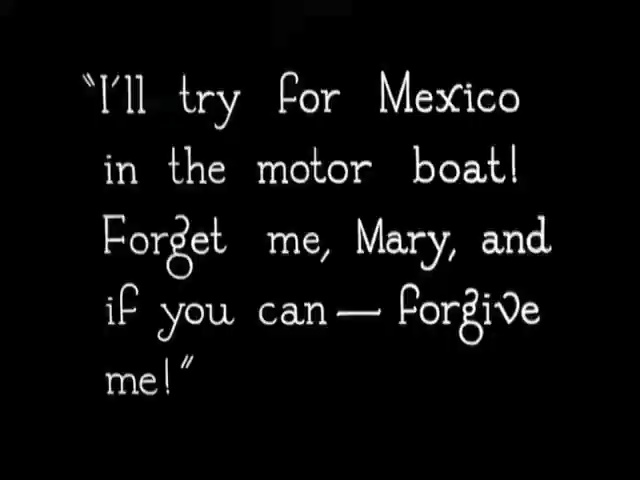 “I'll try for Mexico
in the motor boat!
Forget me, Mary, and
if you can — forgive
me!”